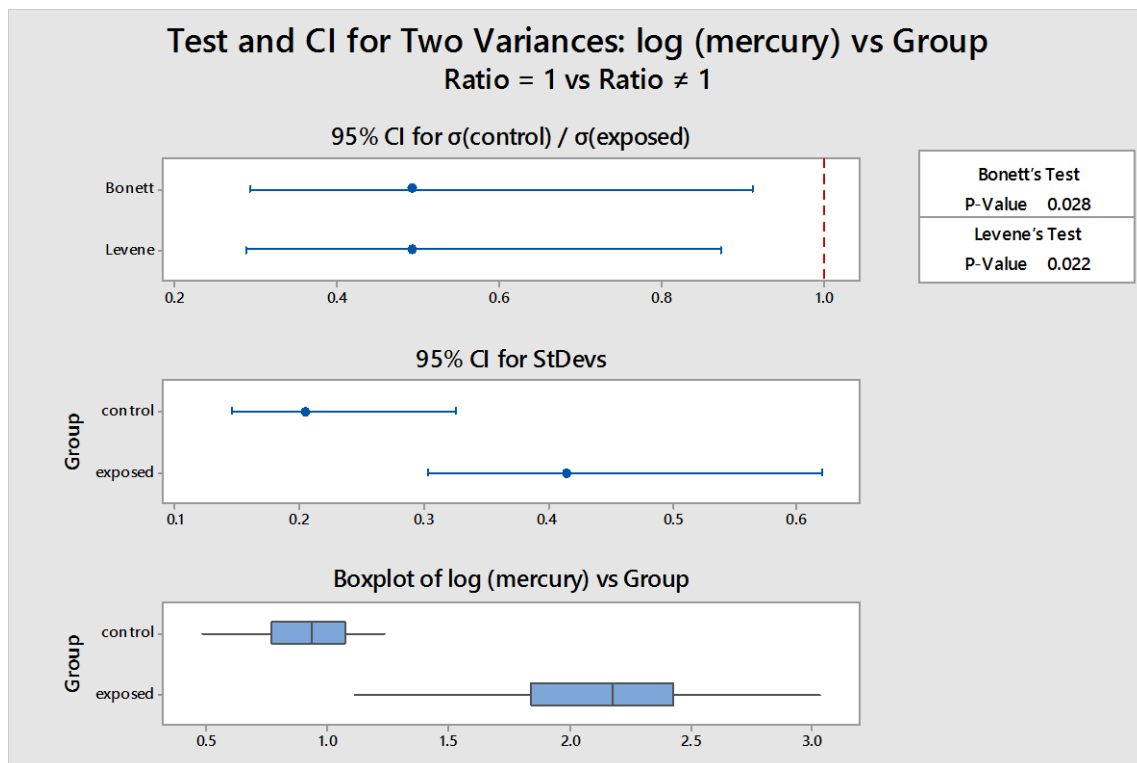 Test and CI for Two Variances: log (mercury) vs Group
Ratio = 1 vs Ratio ≠ 1
95% CI for σ(control) / σ(exposed)
Bonett
Levene
0.2 0.4 0.6 0.8 1.0
Bonett's Test
P-Value 0.028
Levene's Test
P-Value 0.022
95% CI for StDevs
Group
control
exposed
0.1 0.2 0.3 0.4 0.5 0.6
Boxplot of log (mercury) vs Group
Group
control
exposed
0.5 1.0 1.5 2.0 2.5 3.0